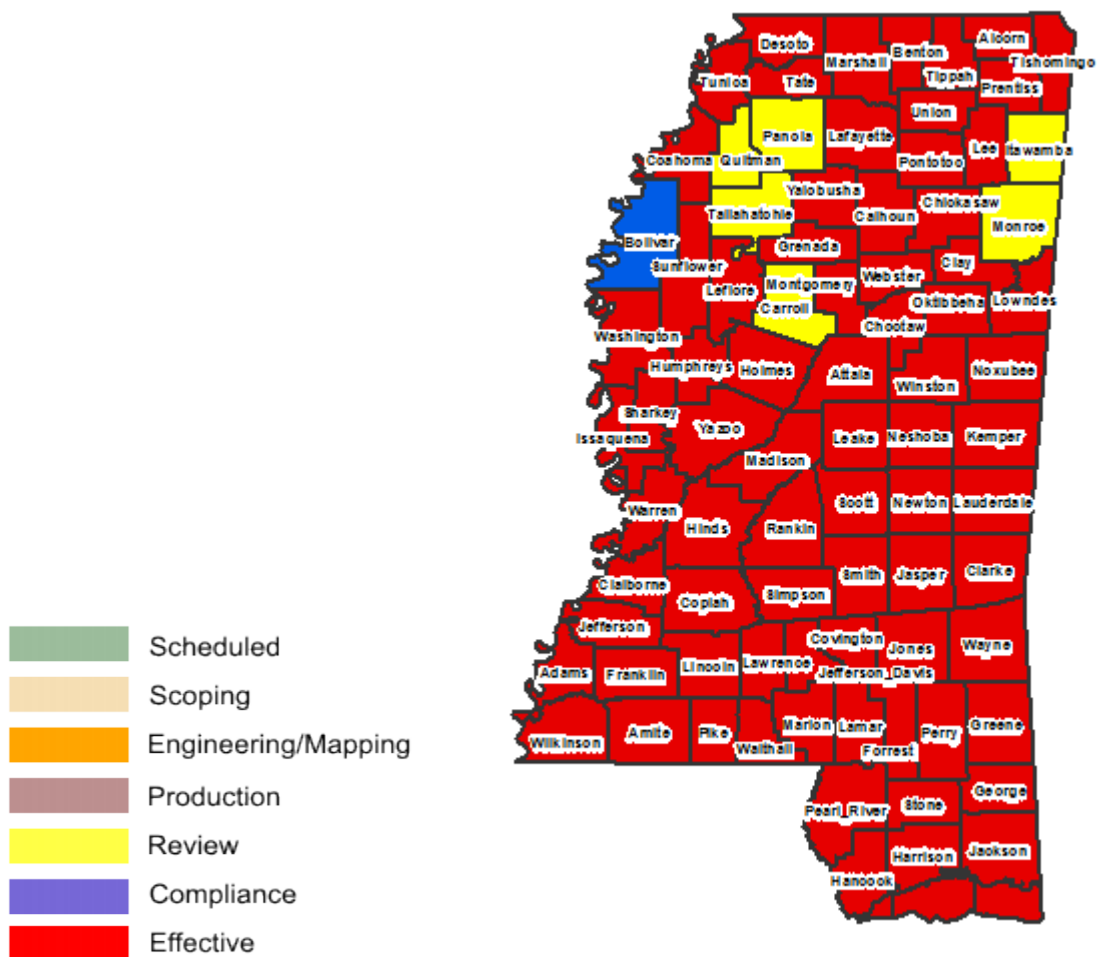 Desoto
Benton
Alcorn
Marshall
Tishomingo
Tippah
Tunica
Tate
Prentiss
Union
Panola
Lafayette
Lee
Itawamba
Coahoma
Quitman
Pontotoc
Yalobusha
Chickasaw
Tallahatchie
Calhoun
Monroe
Bolivar
Grenada
Sunflower
Clay
Webster
Leflore
Montgomery
Oktibbeha
Lowndes
Carroll
Choctaw
Washington
Humphreys
Holmes
Attala
Noxubee
Winston
Sharkey
Yazoo
Issaquena
Leake
Neshoba
Kemper
Madison
Scott
Newton
Lauderdale
Warren
Hinds
Rankin
Smith
Jasper
Clarke
Claiborne
Simpson
Copiah
Jefferson
Covington
Jones
Wayne
Scheduled
Adams
Franklin
Lincoln
Lawrence
Jefferson_Davis
Scoping
Marion
Lamar
Perry
Greene
Wilkinson
Amite
Pike
Walthall
Forrest
Engineering/Mapping
Production
Pearl_River
Stone
George
Review
Harrison
Jackson
Hancock
Compliance
Effective